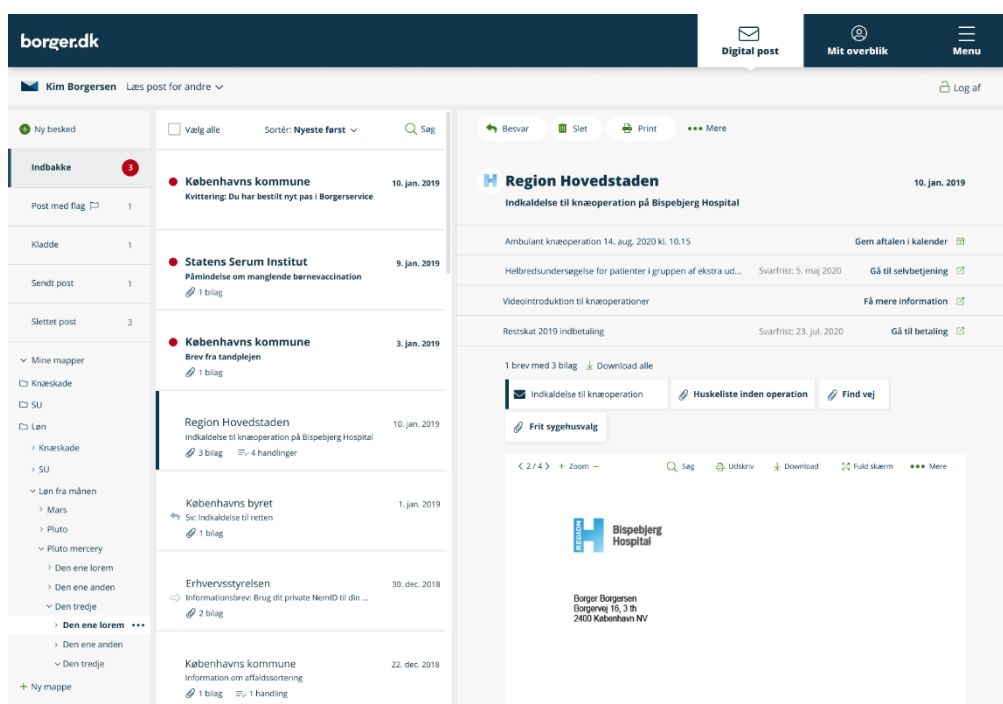 borger.dk
Digital post
Mit overblik
Menu
Kim Borgersen Læs post for andre
Log af
Ny besked
Indbakke 3
Post med flag 1
Kladde 1
Sendt post 1
Slettet post 3
Mine mapper
Knæskade
SU
Løn
Knæskade
SU
Løn fra månen
Mars
Pluto
Pluto mercery
Den ene lorem
Den ene anden
Den tredje
Den ene lorem •••
Den ene anden
Den tredje
+ Ny mappe
Vælg alle Sortér: Nyeste først Søg
Københavns kommune 10. jan. 2019
Kvittering: Du har bestilt nyt pas i Borgerservice
Statens Serum Institut 9. jan. 2019
Påmindelse om manglende børnevaccination
1 bilag
Københavns kommune 3. jan. 2019
Brev fra tandplejen
1 bilag
Region Hovedstaden 10. jan. 2019
Indkaldelse til knæoperation på Bispebjerg Hospital
3 bilag 4 handlinger
Københavns byret 1. jan. 2019
Sv: Indkaldelse til retten
1 bilag
Erhvervsstyrelsen 30. dec. 2018
Informationsbrev: Brug dit private NemID til din ...
2 bilag
Københavns kommune 22. dec. 2018
Information om affaldssortering
1 bilag 1 handling
Besvar Slet Print ••• Mere
Region Hovedstaden 10. jan. 2019
Indkaldelse til knæoperation på Bispebjerg Hospital
Ambulant knæoperation 14. aug. 2020 kl. 10.15 Gem aftalen i kalender
Helbredsundersøgelse for patienter i gruppen af ekstra ud... Svarfrist: 5. maj 2020 Gå til selvbetjening
Videointroduktion til knæoperationer Få mere information
Restskat 2019 indbetaling Svarfrist: 23. jul. 2020 Gå til betaling
1 brev med 3 bilag Download alle
Indkaldelse til knæoperation Huskeliste inden operation Find vej
Frit sygehusvalg
< 2 / 4 > + Zoom – Søg Udskriv Download Fuld skærm ••• Mere
REGION
Bispebjerg
Hospital
Borger Borgersen
Borgervej 16, 3 th
2400 København NV